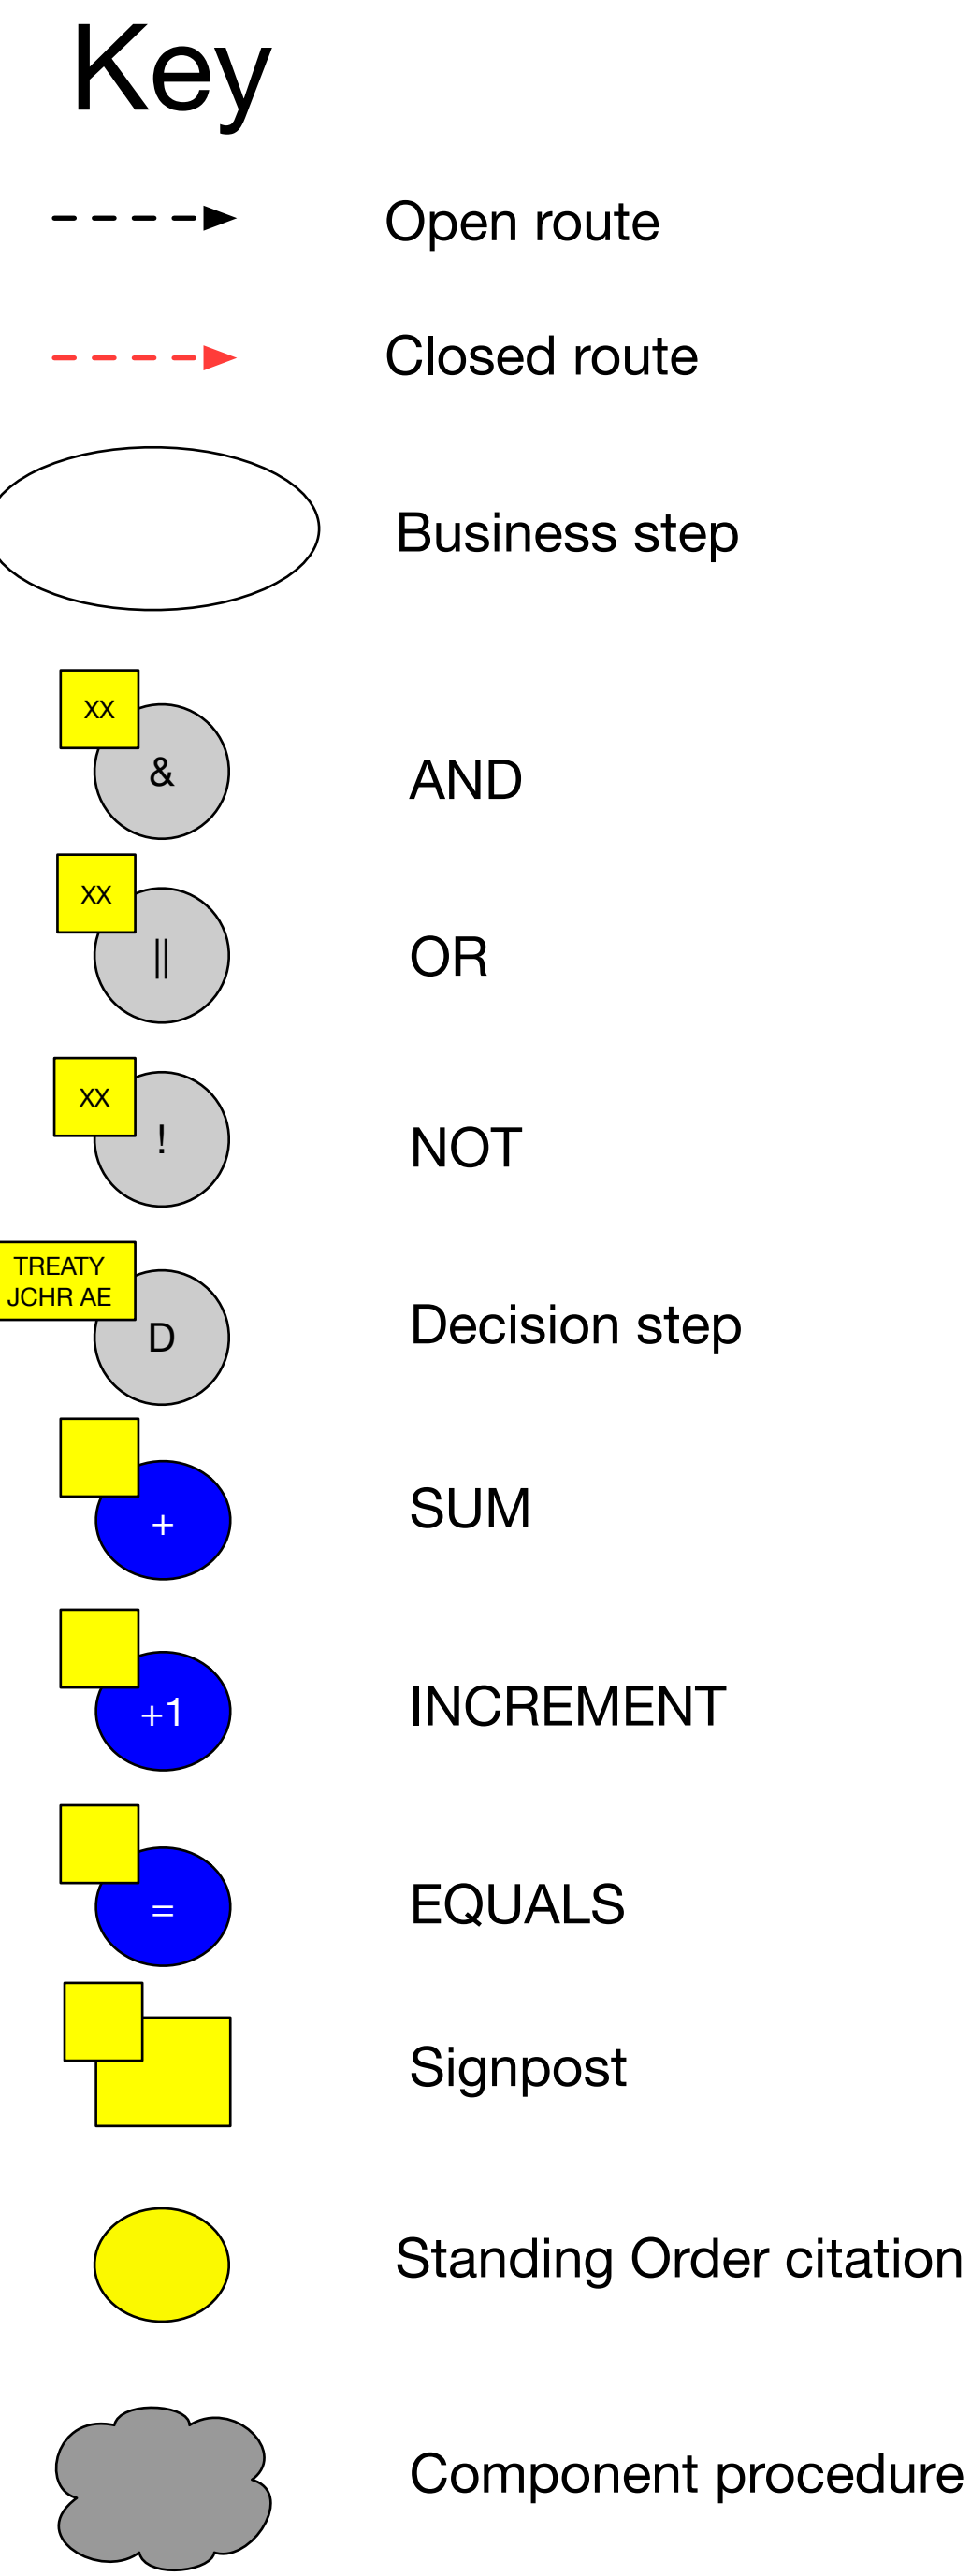 Key
Open route
Closed route
Business step
XX
&
AND
XX
||
OR
XX
!
NOT
TREATY
JCHR AE
D
Decision step
+
SUM
+1
INCREMENT
=
EQUALS
Signpost
Standing Order citation
Component procedure